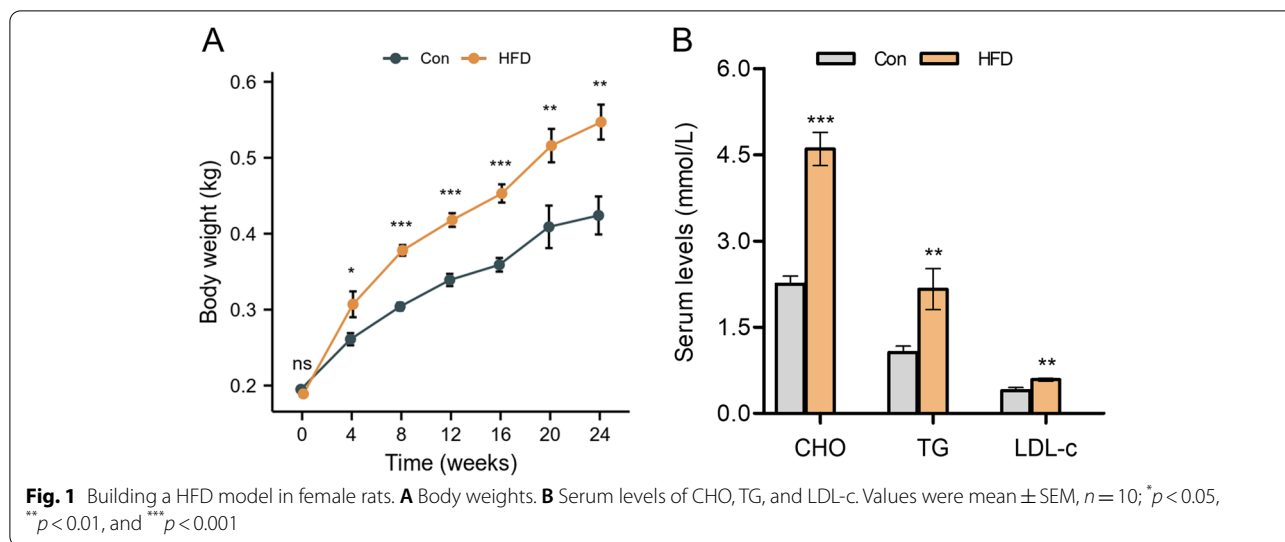 A
Con HFD
Body weight (kg)
0.6
0.5
0.4
0.3
0.2
ns
*
***
***
***
**
**
0 4 8 12 16 20 24
Time (weeks)
B
Con HFD
Serum levels (mmol/L)
6.0
4.5
3.0
1.5
0.0
***
**
**
CHO TG LDL-c
Fig. 1 Building a HFD model in female rats. A Body weights. B Serum levels of CHO, TG, and LDL-c. Values were mean ± SEM, n = 10; *p < 0.05,
**p < 0.01, and ***p < 0.001